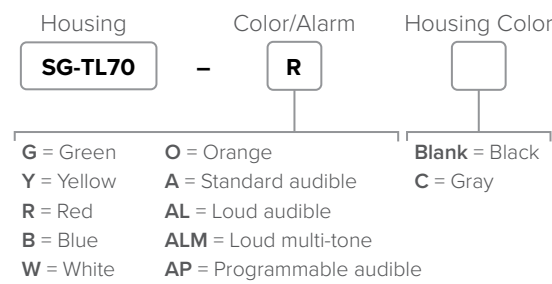 Housing Color/Alarm Housing Color
SG-TL70 – R
G = Green O = Orange Blank = Black
Y = Yellow A = Standard audible C = Gray
R = Red AL = Loud audible
B = Blue ALM = Loud multi-tone
W = White AP = Programmable audible